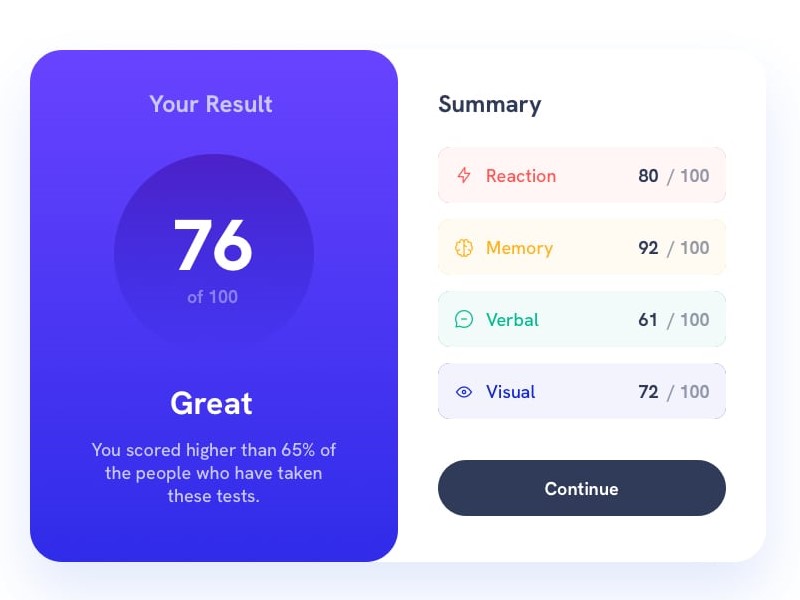 Your Result
76
of 100
Great
You scored higher than 65% of
the people who have taken
these tests.
Summary
Reaction 80 / 100
Memory 92 / 100
Verbal 61 / 100
Visual 72 / 100
Continue